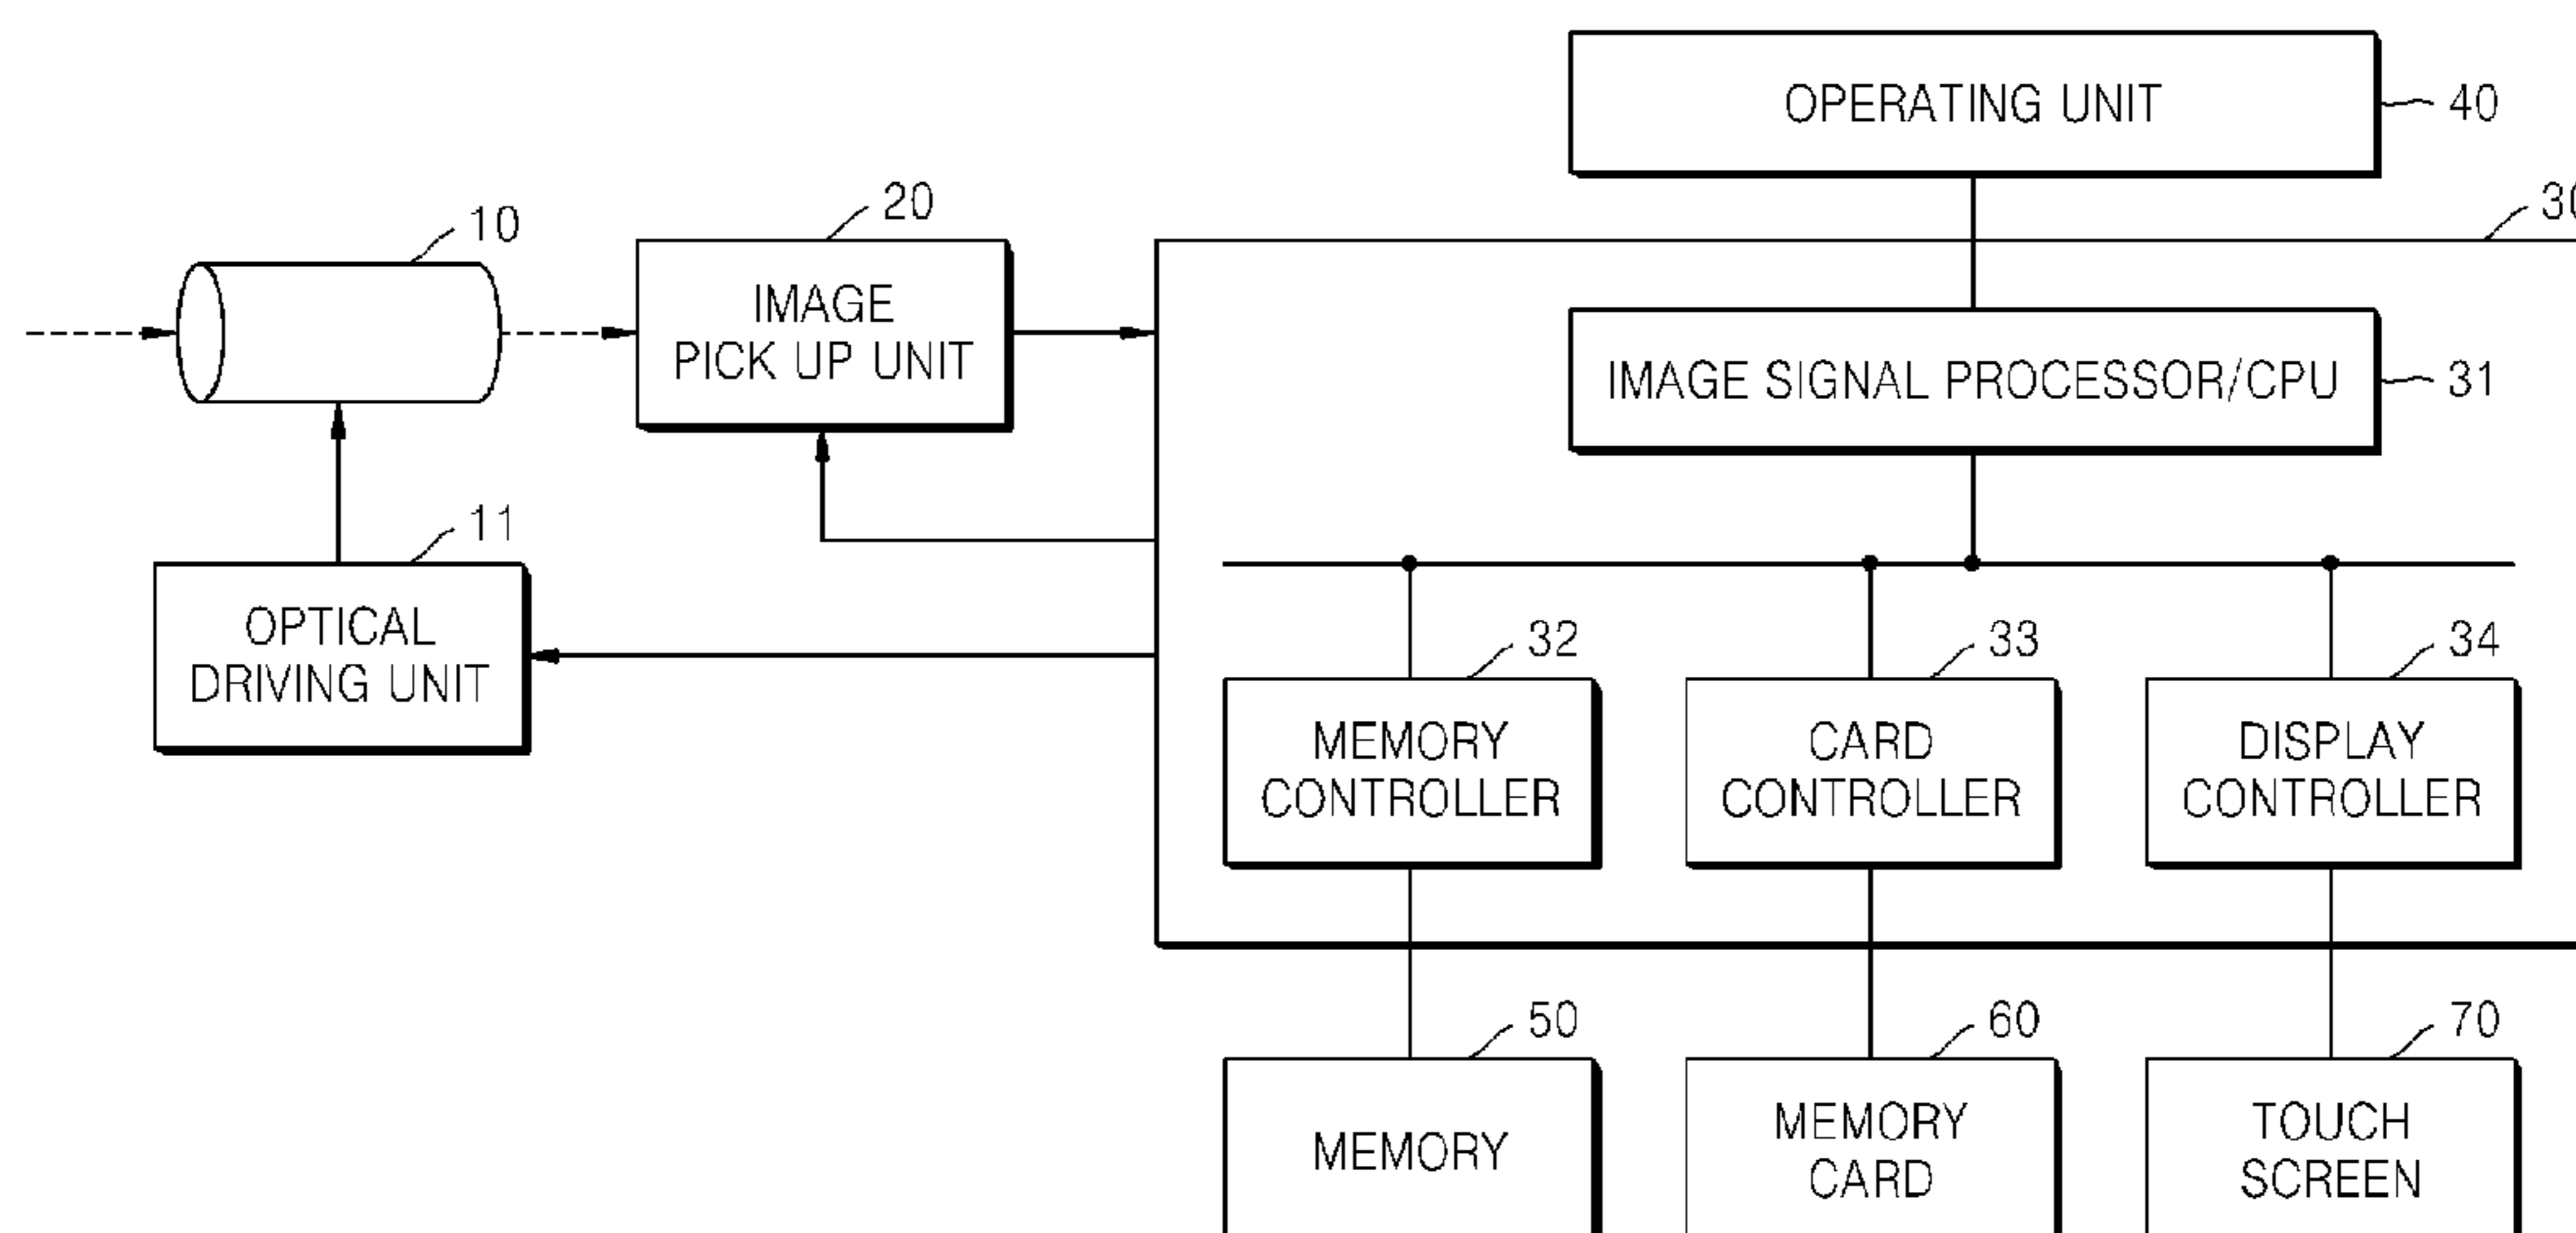 OPERATING UNIT
40
30
10
20
IMAGE
PICK UP UNIT
IMAGE SIGNAL PROCESSOR/CPU
31
11
OPTICAL
DRIVING UNIT
32
33
34
MEMORY
CONTROLLER
CARD
CONTROLLER
DISPLAY
CONTROLLER
50
60
70
MEMORY
MEMORY
CARD
TOUCH
SCREEN